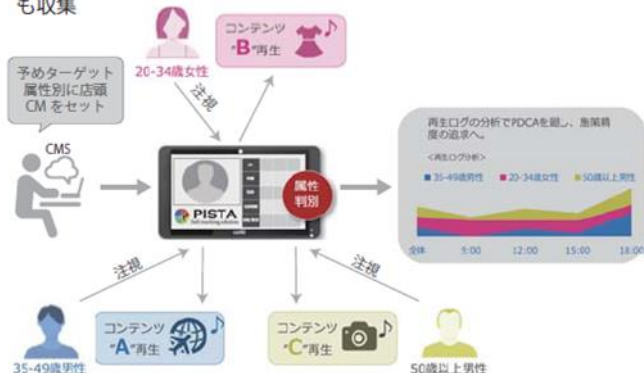 も収集
コンテンツ
"B"再生
20-34歳女性
予めターゲット
属性別に店頭
CMをセット
注視
CMS
属性
判別
PISTA
再生ログの分析でPDCAを廻し、施策精
度の追求へ。
<再生ログ分析>
35-49歳男性
20-34歳女性
50歳以上男性
全体
12:00
15:00
18:00
注視
注視
コンテンツ
"A"再生
コンテンツ
"C"再生
35-49歳男性
50歳以上男性